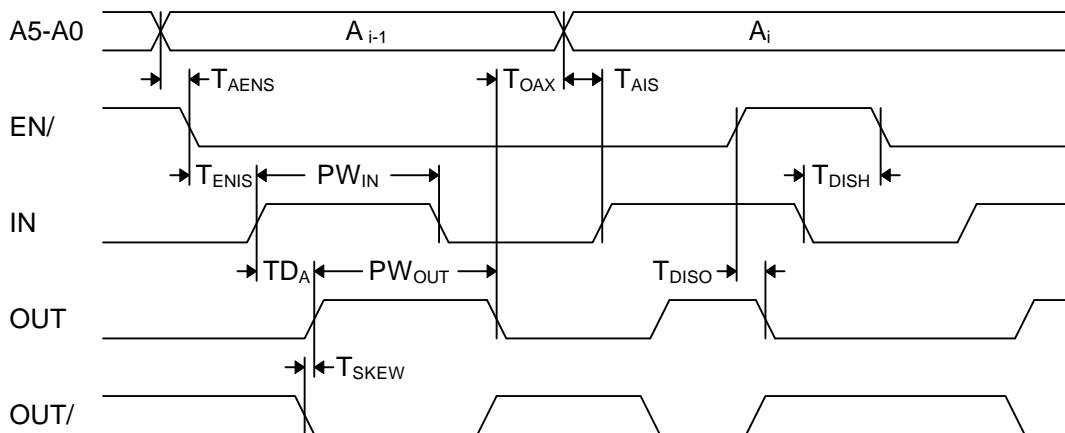 A5-A0 A i-1 Ai
TAENS TOAX TAIS
EN/
TENIS PWIN TDISH
IN
TDA PWOUT TDISO
OUT
TSKEW
OUT/